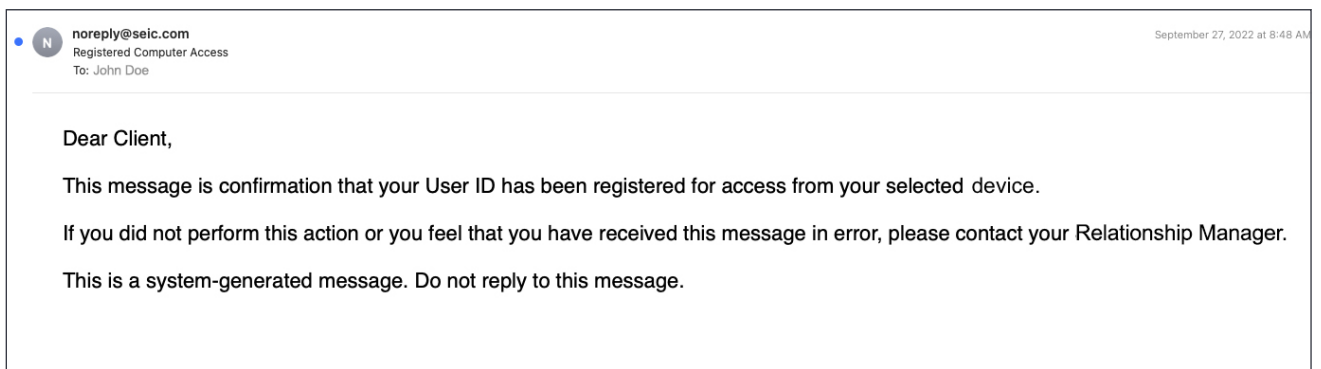 N
noreply@seic.com
September 27, 2022 at 8:48 AM
Registered Computer Access
To: John Doe
Dear Client,
This message is confirmation that your User ID has been registered for access from your selected device.
If you did not perform this action or you feel that you have received this message in error, please contact your Relationship Manager.
This is a system-generated message. Do not reply to this message.